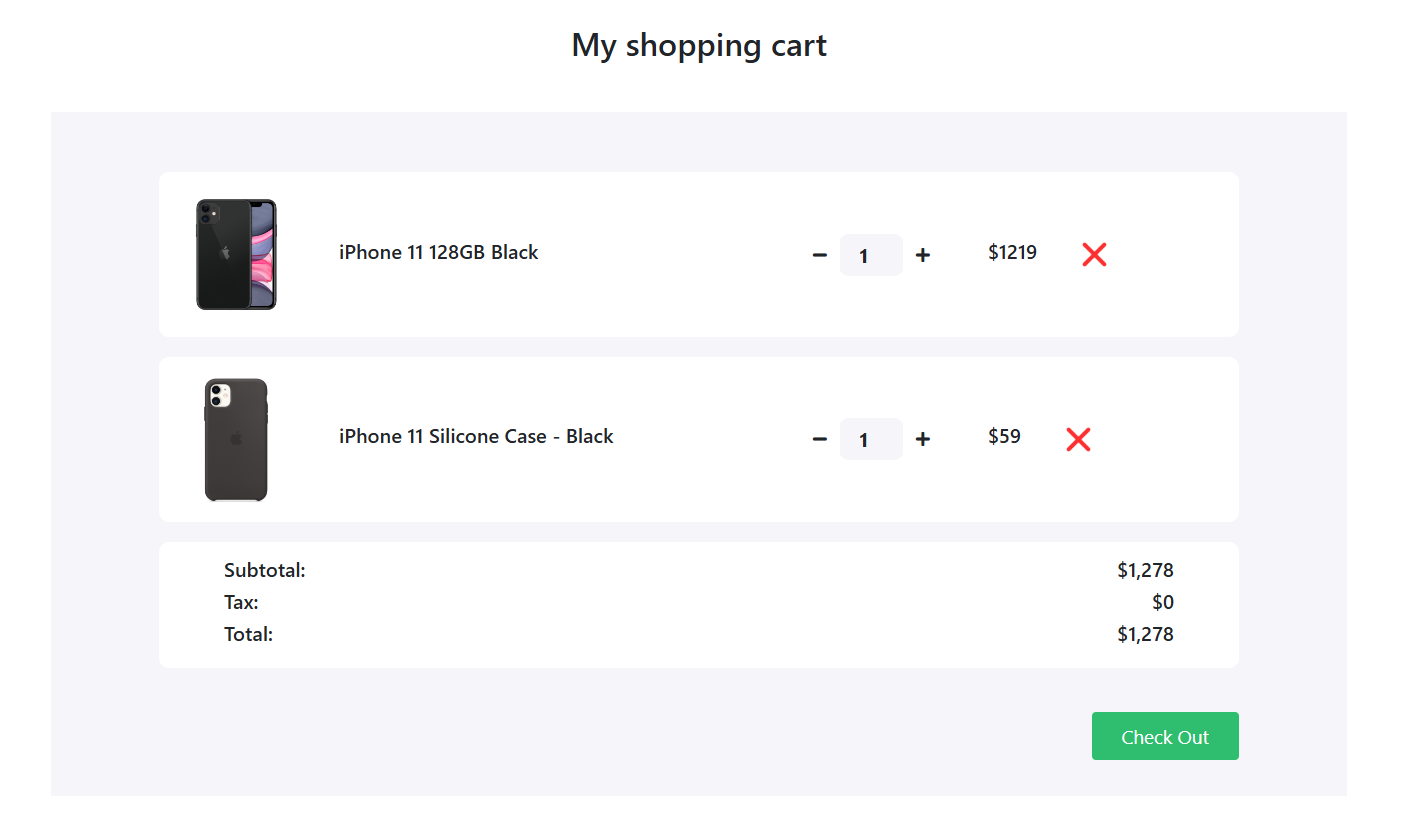 My shopping cart
iPhone 11 128GB Black
1
$1219
iPhone 11 Silicone Case - Black
1
$59
Subtotal: $1,278
Tax: $0
Total: $1,278
Check Out